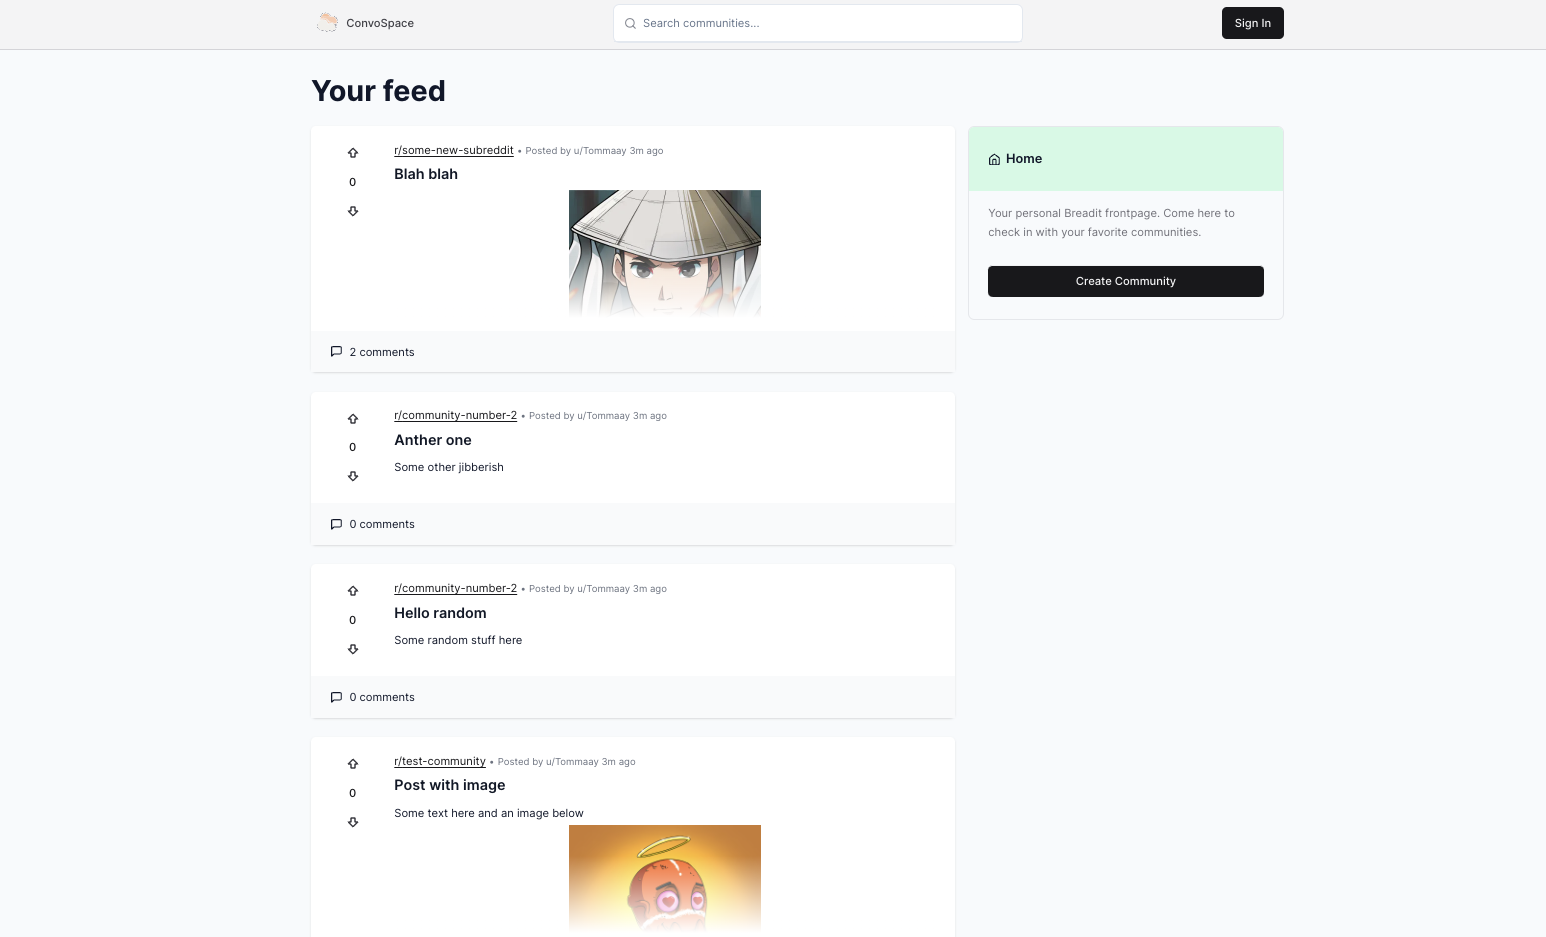 ConvoSpace
Search communities...
Sign In
Your feed
r/some-new-subreddit • Posted by u/Tommaay 3m ago
0
Blah blah
2 comments
r/community-number-2 • Posted by u/Tommaay 3m ago
0
Anther one
Some other jibberish
0 comments
r/community-number-2 • Posted by u/Tommaay 3m ago
0
Hello random
Some random stuff here
0 comments
r/test-community • Posted by u/Tommaay 3m ago
0
Post with image
Some text here and an image below
Home
Your personal Breadit frontpage. Come here to
check in with your favorite communities.
Create Community